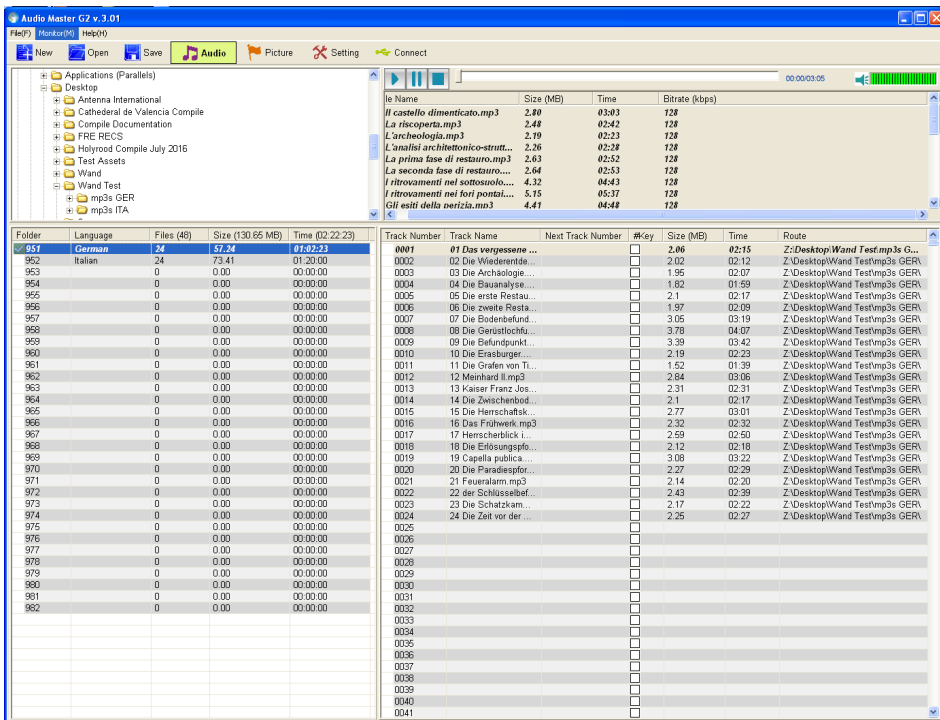 Audio Master G2 v.3.01
File(F) Monitor(M) Help(H)
New Open Save Audio Picture Setting Connect
Applications (Parallels)
Desktop
Antenna International
Cathederal de Valencia Compile
Compile Documentation
FRE RECS
Holyrood Compile July 2016
Test Assets
Wand
Wand Test
mp3s GER
mp3s ITA
00:00/03:05
le Name Size (MB) Time Bitrate (kbps)
Il castello dimenticato.mp3 2.80 03:03 128
La riscoperta.mp3 2.48 02:42 128
L'archeologia.mp3 2.19 02:23 128
L'analisi architettonico-strutt... 2.26 02:28 128
La prima fase di restauro.mp3 2.63 02:52 128
La seconda fase di restauro.... 2.64 02:53 128
I ritrovamenti nel sottosuolo.... 4.32 04:43 128
I ritrovamenti nei fori pontai.... 5.15 05:37 128
Gli esiti della perizia.mp3 4.41 04:48 128
Folder Language Files (48) Size (130.65 MB) Time (02:22:23)
951 German 24 57.24 01:02:23
952 Italian 24 73.41 01:20:00
953 0 0.00 00:00:00
954 0 0.00 00:00:00
955 0 0.00 00:00:00
956 0 0.00 00:00:00
957 0 0.00 00:00:00
958 0 0.00 00:00:00
959 0 0.00 00:00:00
960 0 0.00 00:00:00
961 0 0.00 00:00:00
962 0 0.00 00:00:00
963 0 0.00 00:00:00
964 0 0.00 00:00:00
965 0 0.00 00:00:00
966 0 0.00 00:00:00
967 0 0.00 00:00:00
968 0 0.00 00:00:00
969 0 0.00 00:00:00
970 0 0.00 00:00:00
971 0 0.00 00:00:00
972 0 0.00 00:00:00
973 0 0.00 00:00:00
974 0 0.00 00:00:00
975 0 0.00 00:00:00
976 0 0.00 00:00:00
977 0 0.00 00:00:00
978 0 0.00 00:00:00
979 0 0.00 00:00:00
980 0 0.00 00:00:00
981 0 0.00 00:00:00
982 0 0.00 00:00:00
Track Number Track Name Next Track Number #Key Size (MB) Time Route
0001 01 Das vergessene ... 2.06 02:15 Z:\Desktop\Wand Test\mp3s G...
0002 02 Die Wiederentde... 2.02 02:12 Z:\Desktop\Wand Test\mp3s GER\
0003 03 Die Archäologie.... 1.95 02:07 Z:\Desktop\Wand Test\mp3s GER\
0004 04 Die Bauanalyse.... 1.82 01:59 Z:\Desktop\Wand Test\mp3s GER\
0005 05 Die erste Restau... 2.1 02:17 Z:\Desktop\Wand Test\mp3s GER\
0006 06 Die zweite Resta... 1.97 02:09 Z:\Desktop\Wand Test\mp3s GER\
0007 07 Die Bodenbefund... 3.05 03:19 Z:\Desktop\Wand Test\mp3s GER\
0008 08 Die Gerüstlochfu... 3.78 04:07 Z:\Desktop\Wand Test\mp3s GER\
0009 09 Die Befundpunkt... 3.39 03:42 Z:\Desktop\Wand Test\mp3s GER\
0010 10 Die Erasburger.... 2.19 02:23 Z:\Desktop\Wand Test\mp3s GER\
0011 11 Die Grafen von Ti... 1.52 01:39 Z:\Desktop\Wand Test\mp3s GER\
0012 12 Meinhard II.mp3 2.84 03:06 Z:\Desktop\Wand Test\mp3s GER\
0013 13 Kaiser Franz Jos... 2.31 02:31 Z:\Desktop\Wand Test\mp3s GER\
0014 14 Die Zwischenbod... 2.1 02:17 Z:\Desktop\Wand Test\mp3s GER\
0015 15 Die Herrschaftsk... 2.77 03:01 Z:\Desktop\Wand Test\mp3s GER\
0016 16 Das Frühwerk.mp3 2.32 02:32 Z:\Desktop\Wand Test\mp3s GER\
0017 17 Herrscherblick i... 2.59 02:50 Z:\Desktop\Wand Test\mp3s GER\
0018 18 Die Erlösungspfo... 2.12 02:18 Z:\Desktop\Wand Test\mp3s GER\
0019 19 Capella publica.... 3.08 03:22 Z:\Desktop\Wand Test\mp3s GER\
0020 20 Die Paradiespfor... 2.27 02:29 Z:\Desktop\Wand Test\mp3s GER\
0021 21 Feueralarm.mp3 2.14 02:20 Z:\Desktop\Wand Test\mp3s GER\
0022 22 der Schlüsselbef... 2.43 02:39 Z:\Desktop\Wand Test\mp3s GER\
0023 23 Die Schatzkam... 2.17 02:22 Z:\Desktop\Wand Test\mp3s GER\
0024 24 Die Zeit vor der ... 2.25 02:27 Z:\Desktop\Wand Test\mp3s GER\
0025
0026
0027
0028
0029
0030
0031
0032
0033
0034
0035
0036
0037
0038
0039
0040
0041